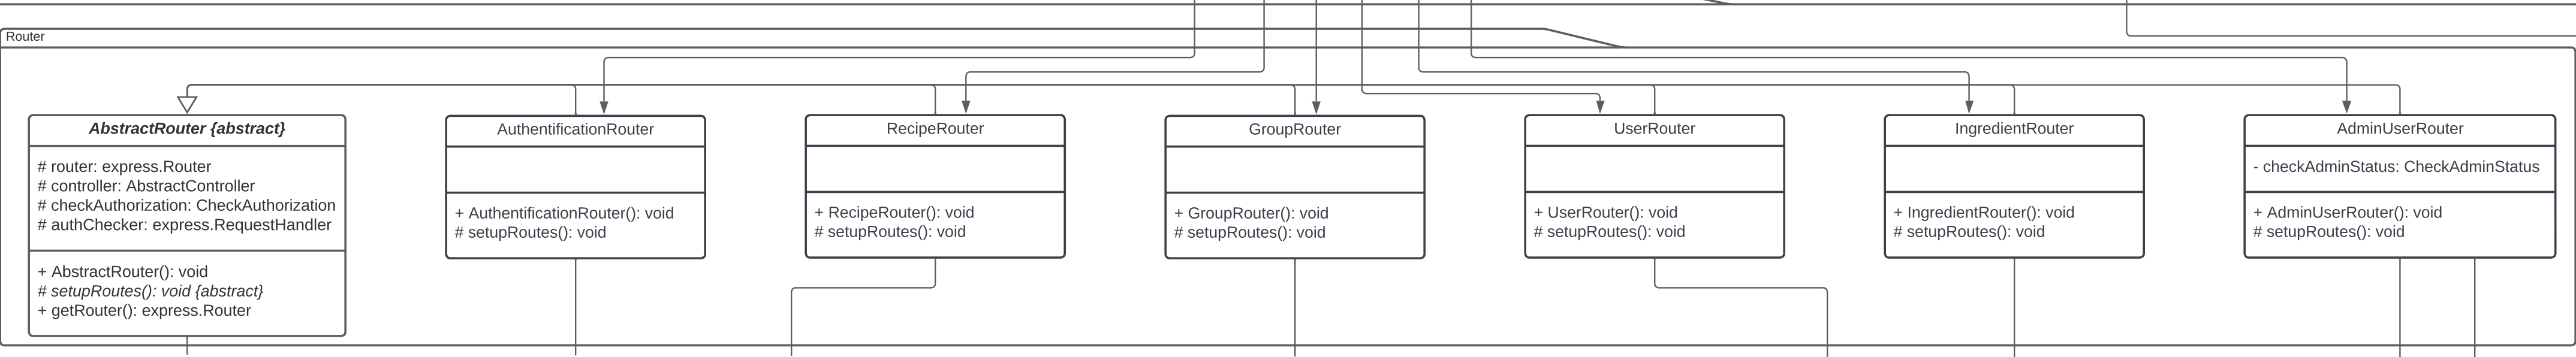 Router
AbstractRouter {abstract}
# router: express.Router
# controller: AbstractController
# checkAuthorization: CheckAuthorization
# authChecker: express.RequestHandler
+ AbstractRouter(): void
# setupRoutes(): void {abstract}
+ getRouter(): express.Router
AuthentificationRouter
+ AuthentificationRouter(): void
# setupRoutes(): void
RecipeRouter
+ RecipeRouter(): void
# setupRoutes(): void
GroupRouter
+ GroupRouter(): void
# setupRoutes(): void
UserRouter
+ UserRouter(): void
# setupRoutes(): void
IngredientRouter
+ IngredientRouter(): void
# setupRoutes(): void
AdminUserRouter
- checkAdminStatus: CheckAdminStatus
+ AdminUserRouter(): void
# setupRoutes(): void